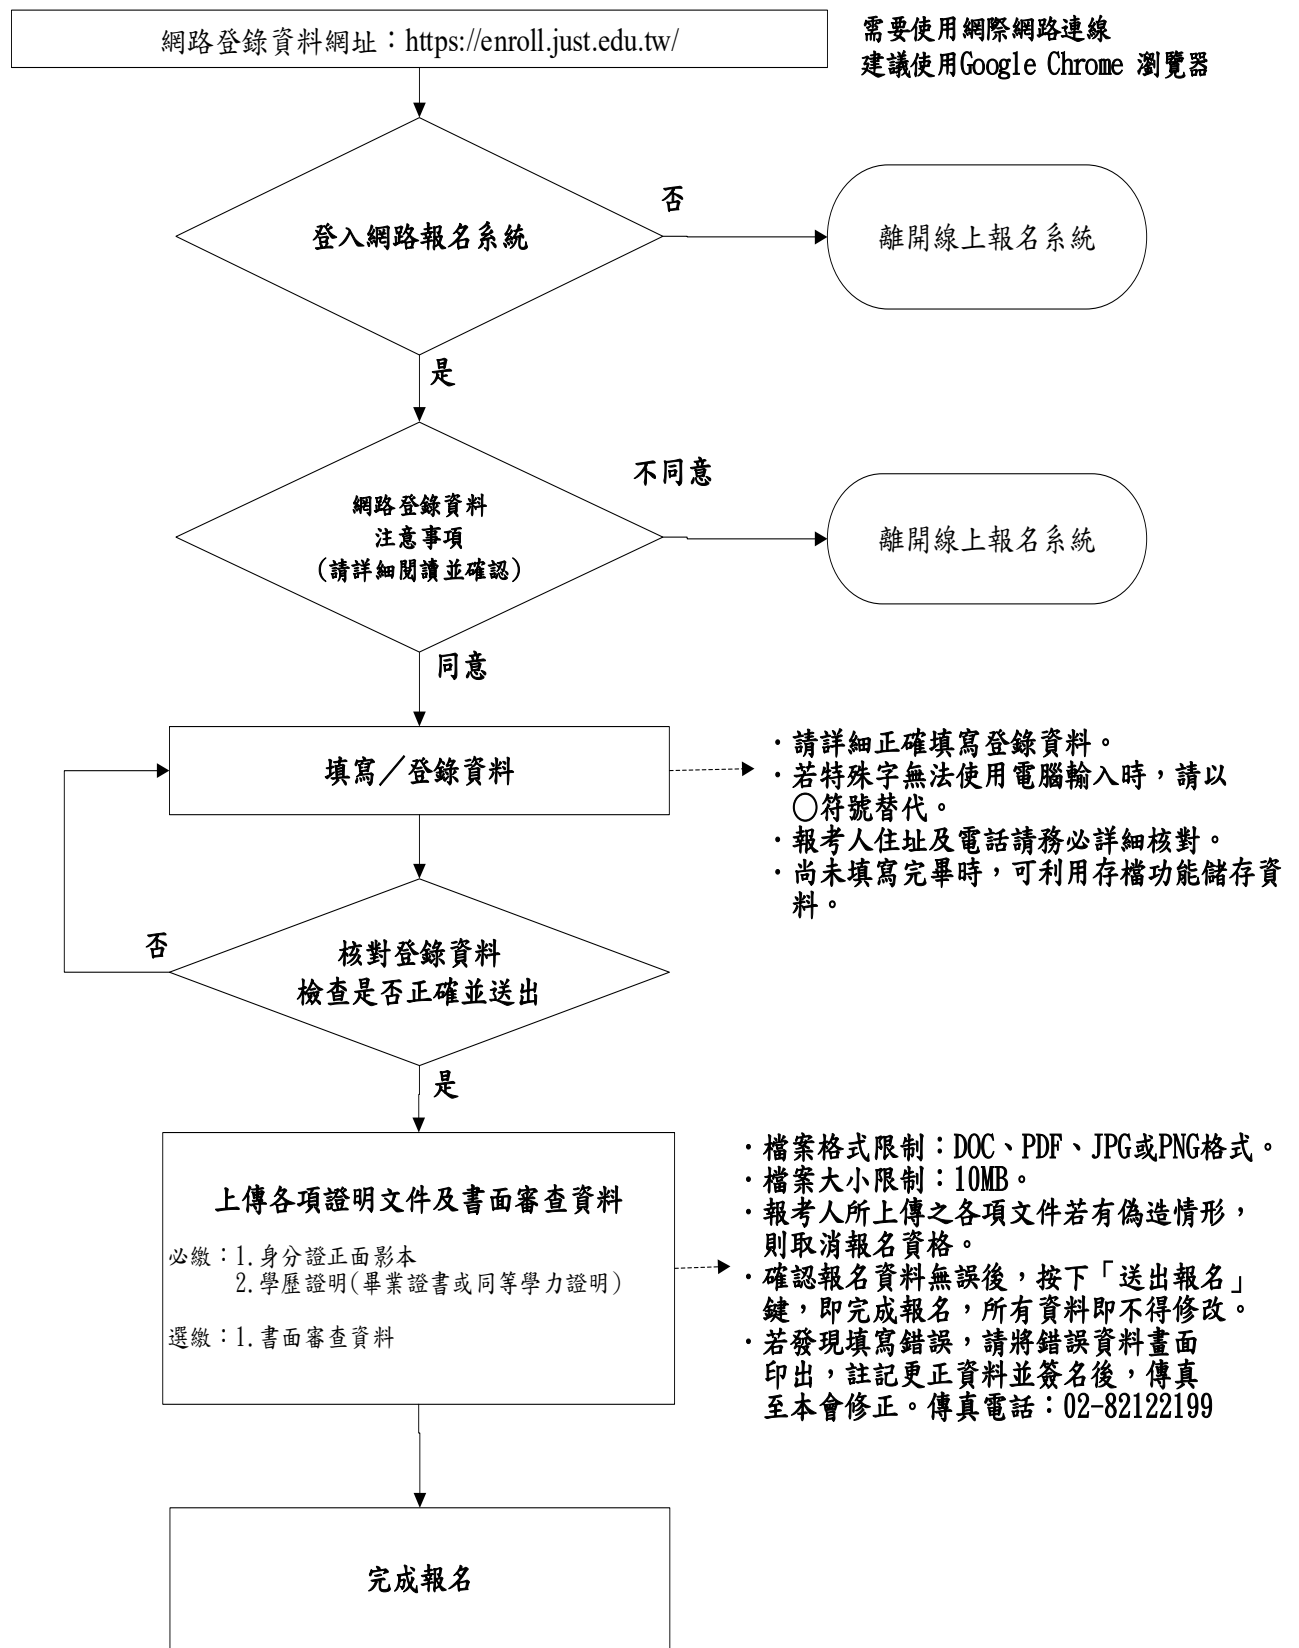 網路登錄資料網址：https://enroll.just.edu.tw/
需要使用網際網路連線
建議使用Google Chrome 瀏覽器
登入網路報名系統
否
離開線上報名系統
是
網路登錄資料
注意事項
(請詳細閱讀並確認)
不同意
離開線上報名系統
同意
填寫／登錄資料
·請詳細正確填寫登錄資料。
·若特殊字無法使用電腦輸入時，請以
○符號替代。
·報考人住址及電話請務必詳細核對。
·尚未填寫完畢時，可利用存檔功能儲存資
料。
核對登錄資料
檢查是否正確並送出
否
是
上傳各項證明文件及書面審查資料
必繳：1.身分證正面影本
2.學歷證明(畢業證書或同等學力證明)
選繳：1.書面審查資料
·檔案格式限制：DOC、PDF、JPG或PNG格式。
·檔案大小限制：10MB。
·報考人所上傳之各項文件若有偽造情形，
則取消報名資格。
·確認報名資料無誤後，按下「送出報名」
鍵，即完成報名，所有資料即不得修改。
·若發現填寫錯誤，請將錯誤資料畫面
印出，註記更正資料並簽名後，傳真
至本會修正。傳真電話：02-82122199
完成報名